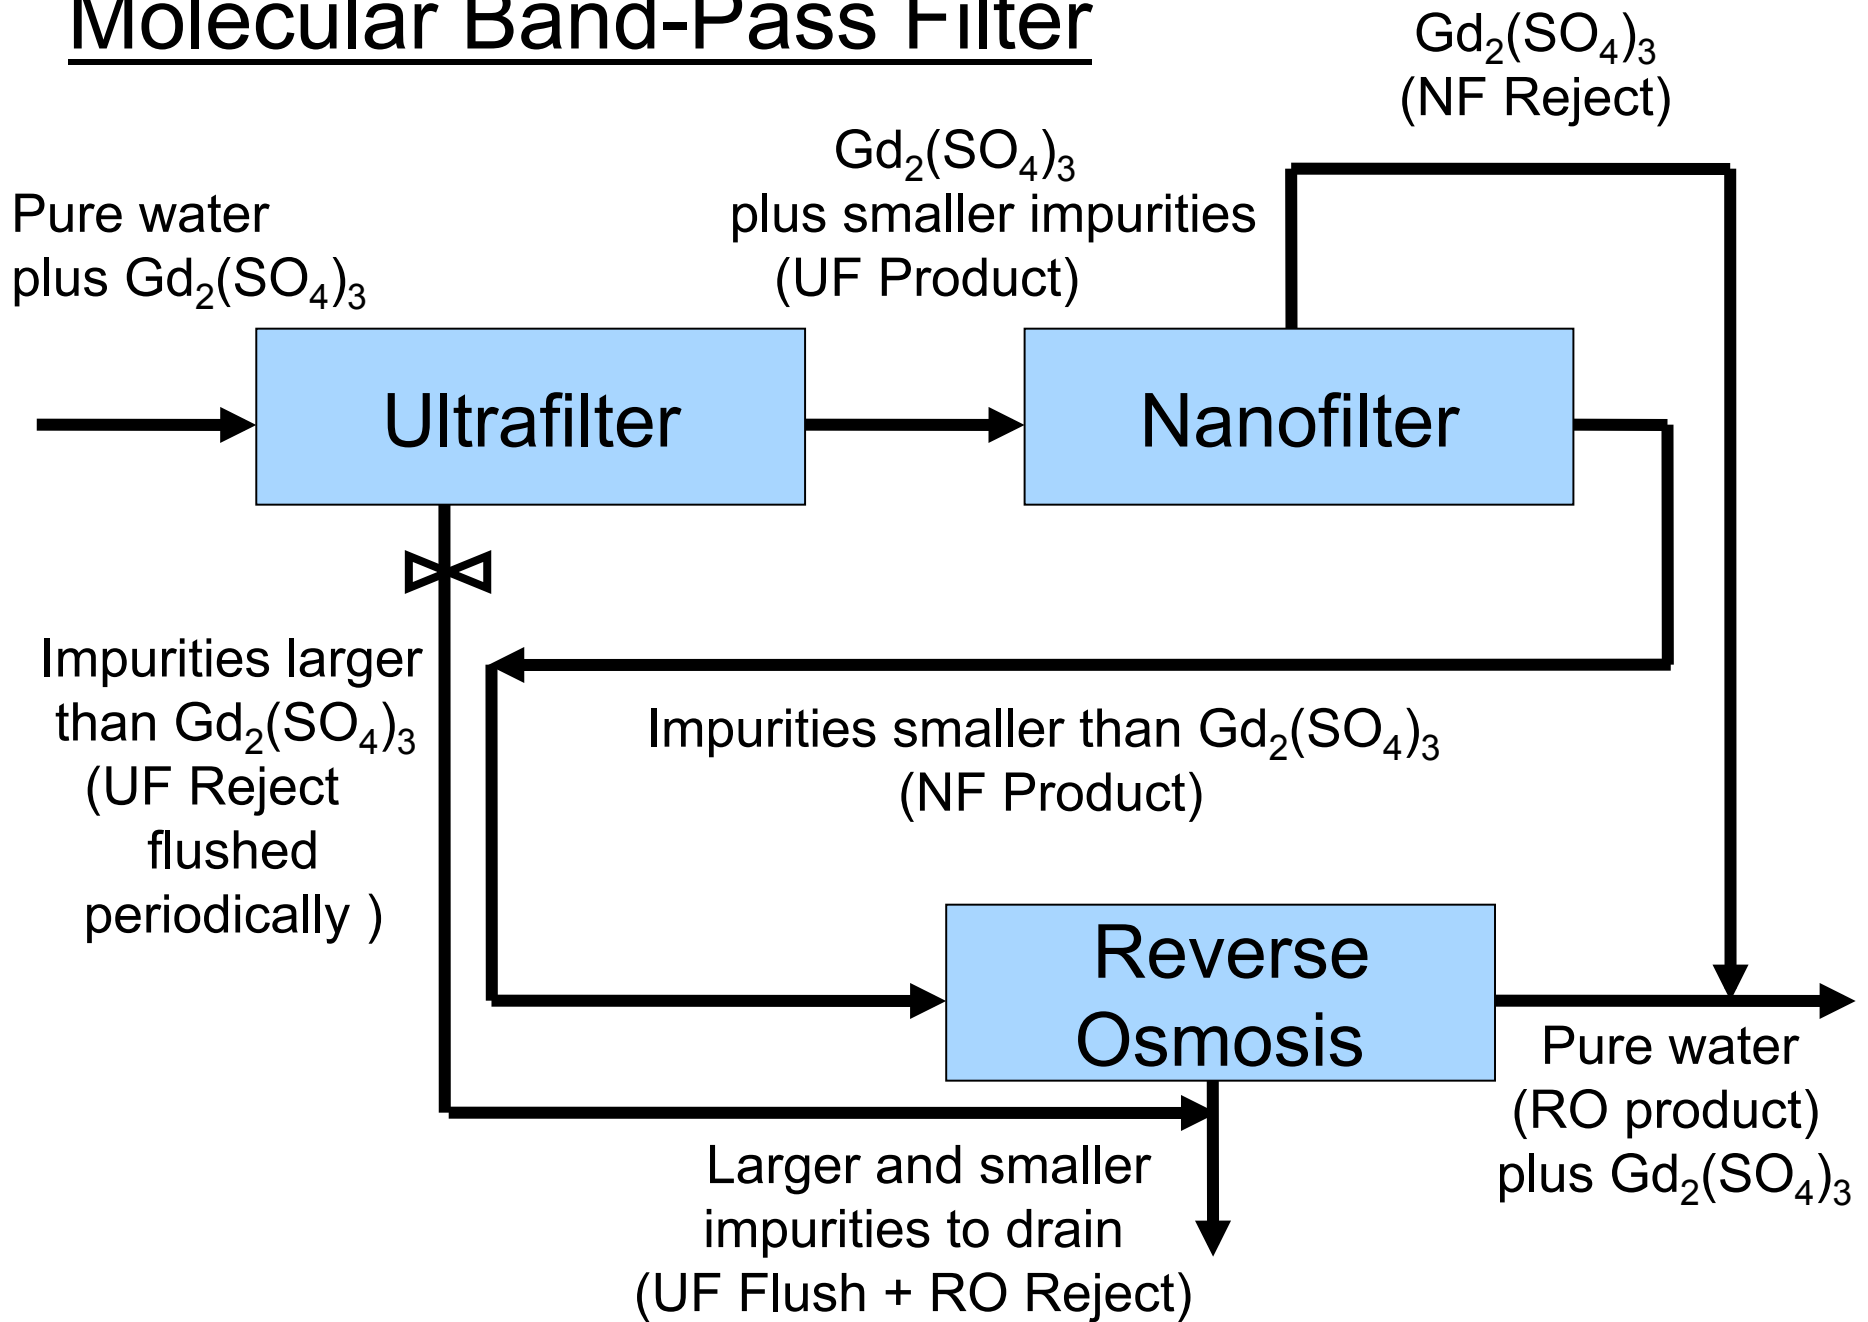 Molecular Band-Pass Filter
Gd₂(SO₄)₃
(NF Reject)
Gd₂(SO₄)₃
plus smaller impurities
(UF Product)
Pure water
plus Gd₂(SO₄)₃
Ultrafilter
Nanofilter
Impurities larger
than Gd₂(SO₄)₃
(UF Reject
flushed
periodically )
Impurities smaller than Gd₂(SO₄)₃
(NF Product)
Reverse
Osmosis
Pure water
(RO product)
plus Gd₂(SO₄)₃
Larger and smaller
impurities to drain
(UF Flush + RO Reject)